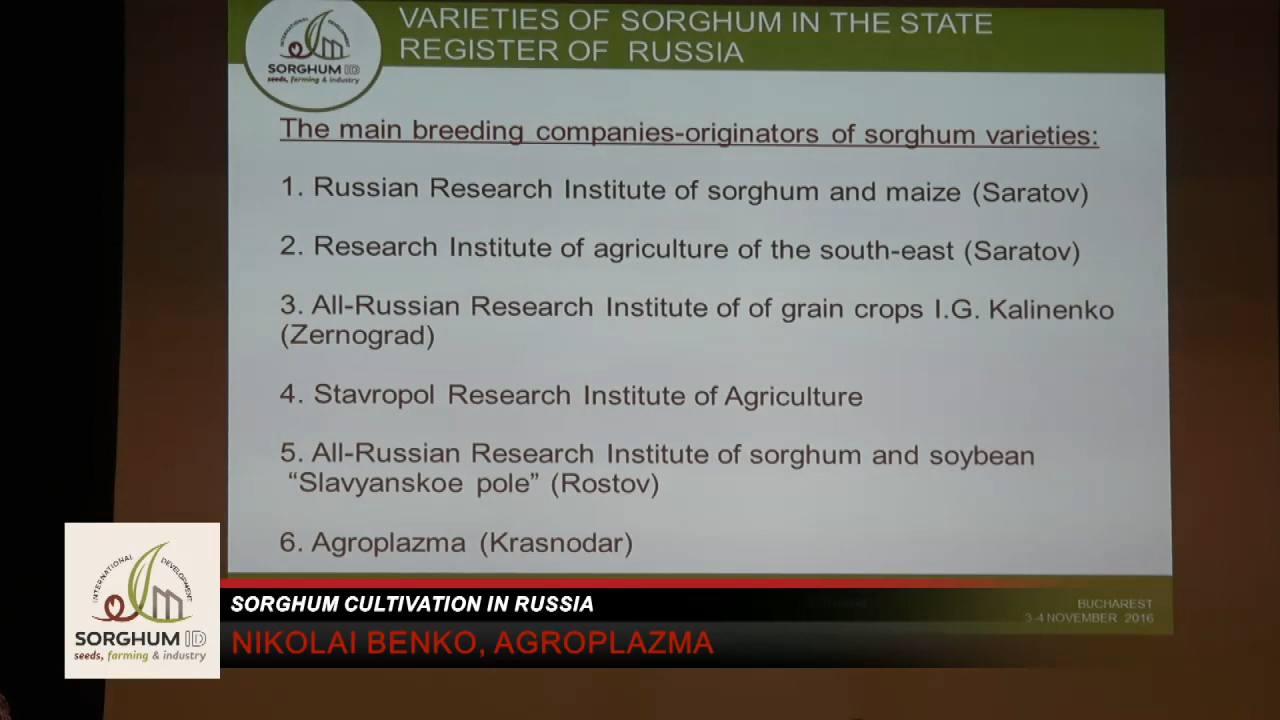 VARIETIES OF SORGHUM IN THE STATE
REGISTER OF RUSSIA
INTERNATIONAL DEVELOPMENT
SORGHUM ID
seeds, farming & industry
The main breeding companies-originators of sorghum varieties:
1. Russian Research Institute of sorghum and maize (Saratov)
2. Research Institute of agriculture of the south-east (Saratov)
3. All-Russian Research Institute of of grain crops I.G. Kalinenko
(Zernograd)
4. Stavropol Research Institute of Agriculture
5. All-Russian Research Institute of sorghum and soybean
“Slavyanskoe pole” (Rostov)
6. Agroplazma (Krasnodar)
BUCHAREST
3-4 NOVEMBER 2016
INTERNATIONAL DEVELOPMENT
SORGHUM ID
seeds, farming & industry
SORGHUM CULTIVATION IN RUSSIA
NIKOLAI BENKO, AGROPLAZMA